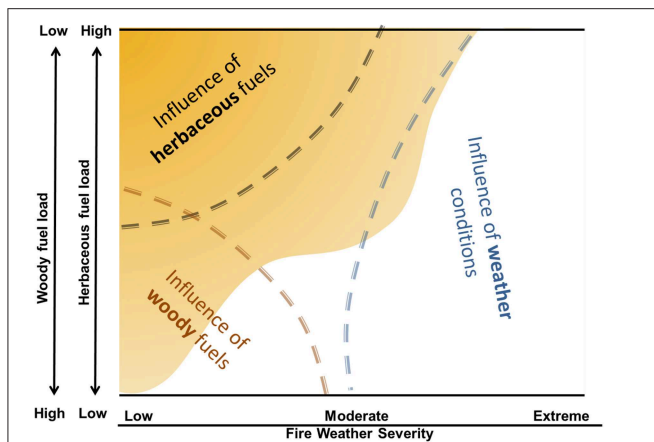 Low
High
Woody fuel load
Herbaceous fuel load
High
Low
Influence of
herbaceous fuels
Influence of
woody fuels
Influence of weather
conditions
Low
Moderate
Extreme
Fire Weather Severity